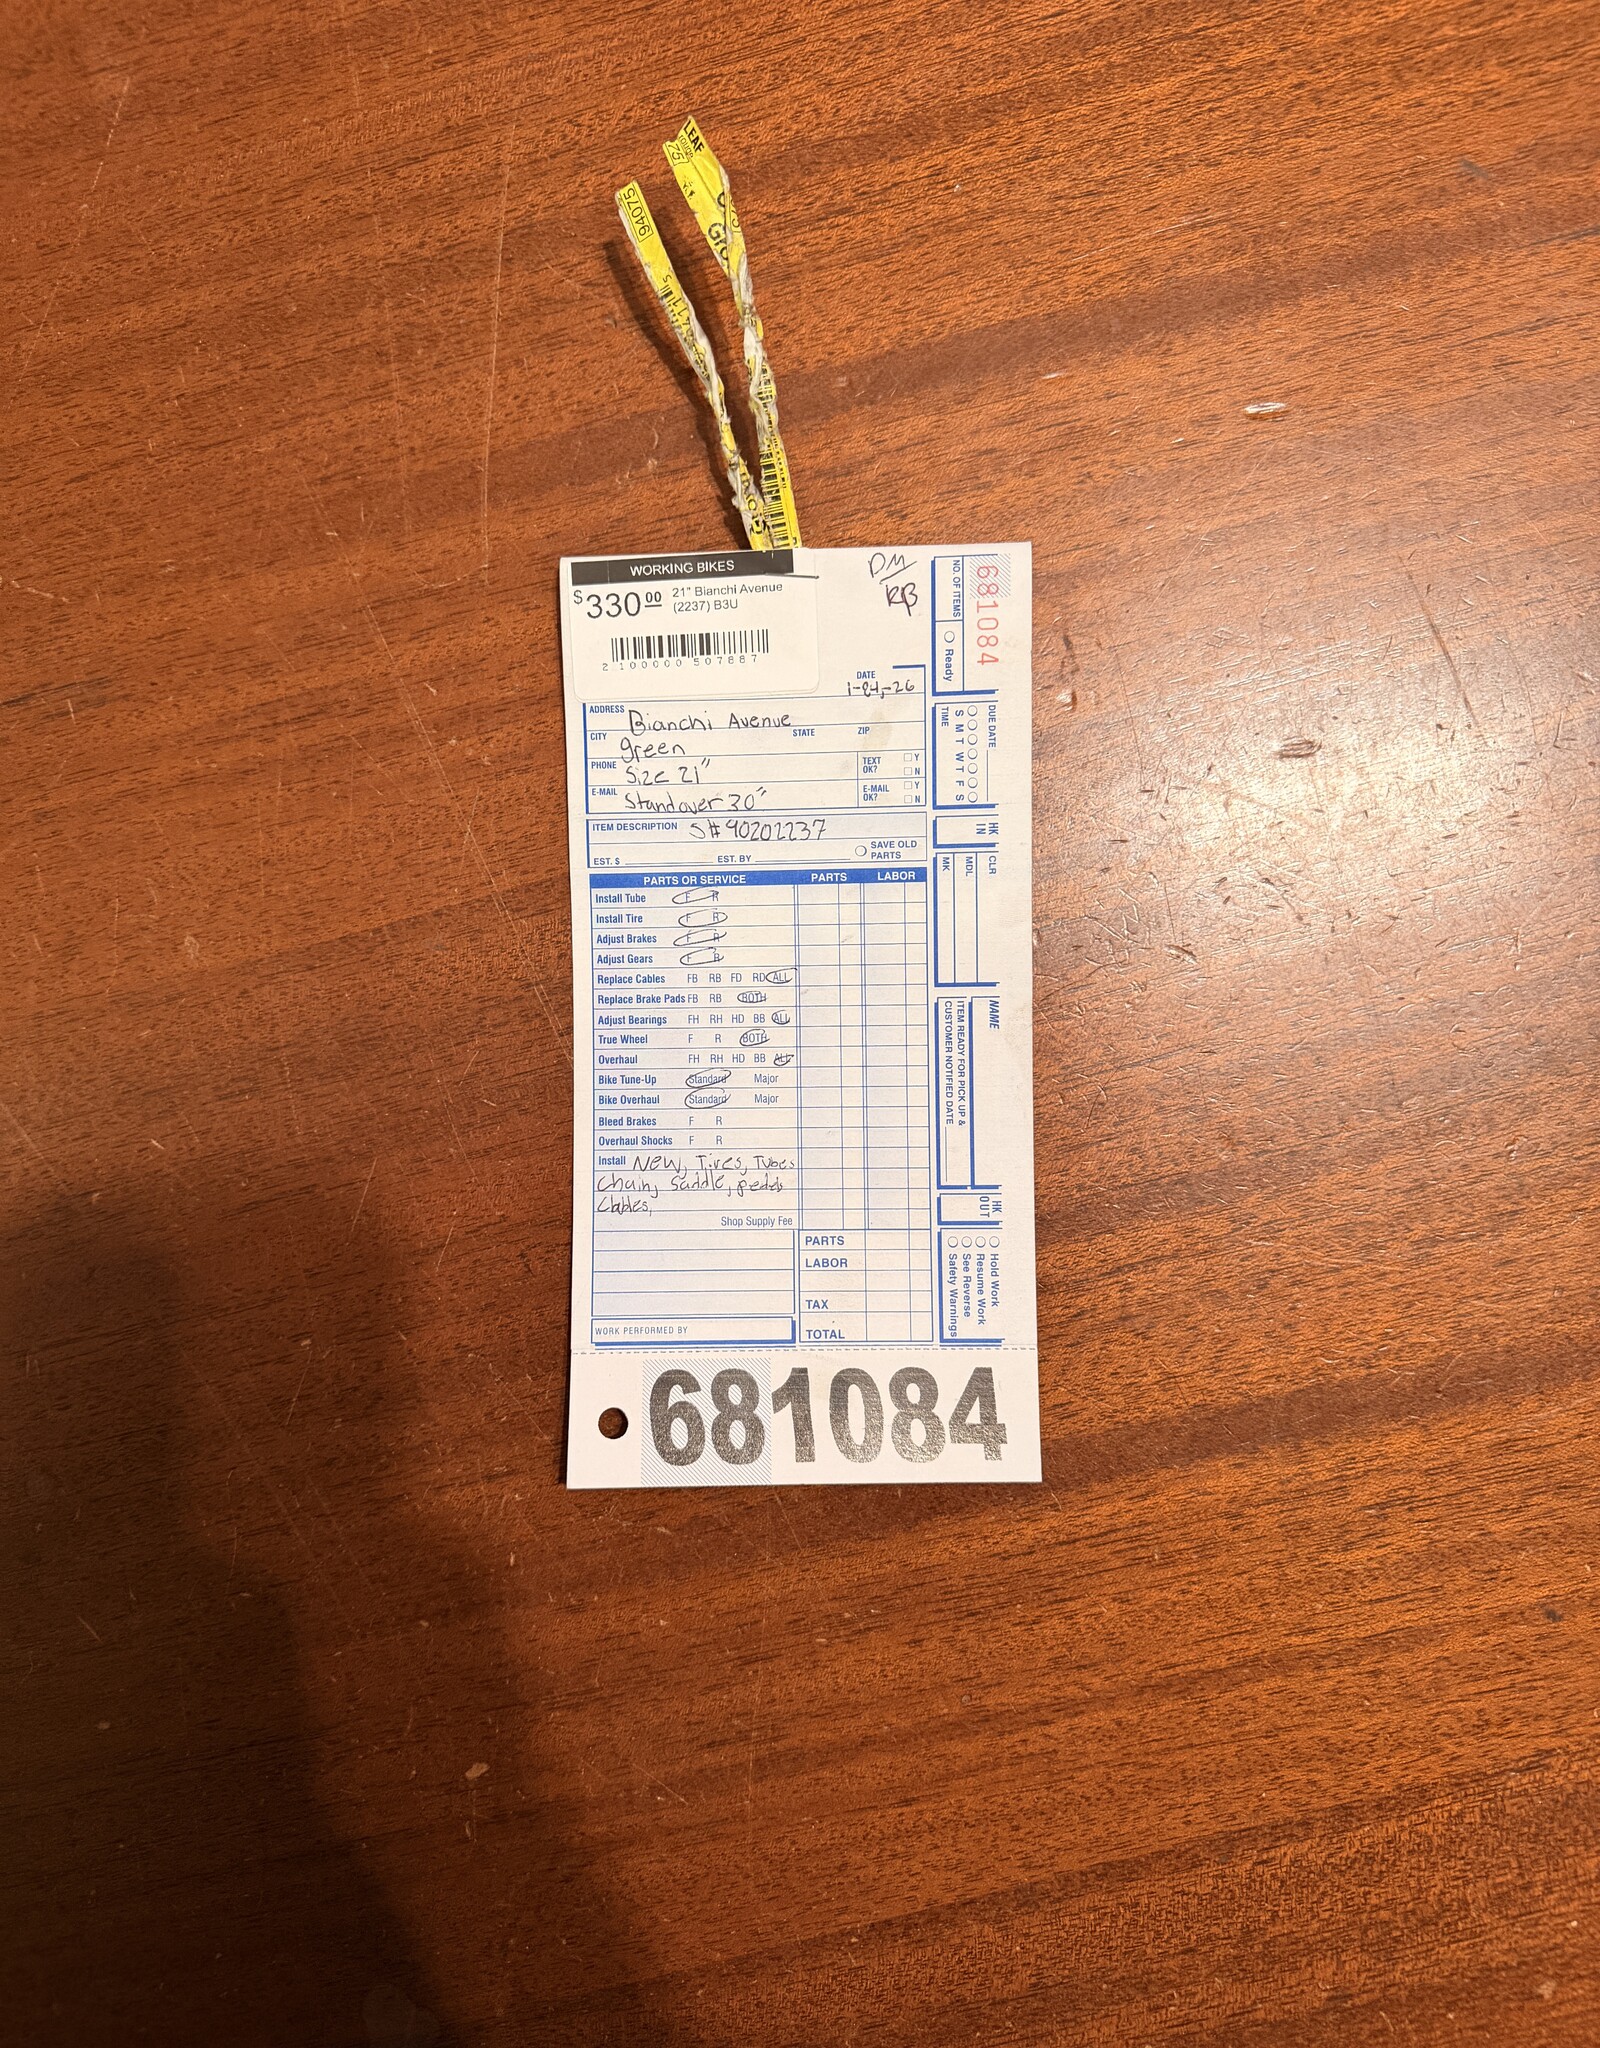 LEAF
94075
WORKING BIKES
$330.00 21" Bianchi Avenue
(2237) B3U
2 100000 507887
DM
RB
DATE
ADDRESS Bianchi Avenue
CITY green STATE ZIP
PHONE Size 21" TEXT OK? Y N
E-MAIL Standover 30" E-MAIL OK? Y N
ITEM DESCRIPTION S#90202237
EST. $ EST. BY SAVE OLD PARTS
PARTS OR SERVICE PARTS LABOR
Install Tube F R
Install Tire F R
Adjust Brakes F R
Adjust Gears F R
Replace Cables FB RB FD RD ALL
Replace Brake Pads FB RB BOTH
Adjust Bearings FH RH HD BB ALL
True Wheel F R BOTH
Overhaul FH RH HD BB ALL
Bike Tune-Up Standard Major
Bike Overhaul Standard Major
Bleed Brakes F R
Overhaul Shocks F R
Install New, Tires, Tubes
Chain, Saddle, pedals
Cables,
Shop Supply Fee
PARTS
LABOR
TAX
WORK PERFORMED BY
TOTAL
681084
681084
NO. OF ITEMS
Ready
DUE DATE
S M T W T F S
TIME
HK IN
CLR
MDL
MK
NAME
ITEM READY FOR PICK UP &
CUSTOMER NOTIFIED DATE
HK OUT
Hold Work
Resume Work
See Reverse
Safety Warnings